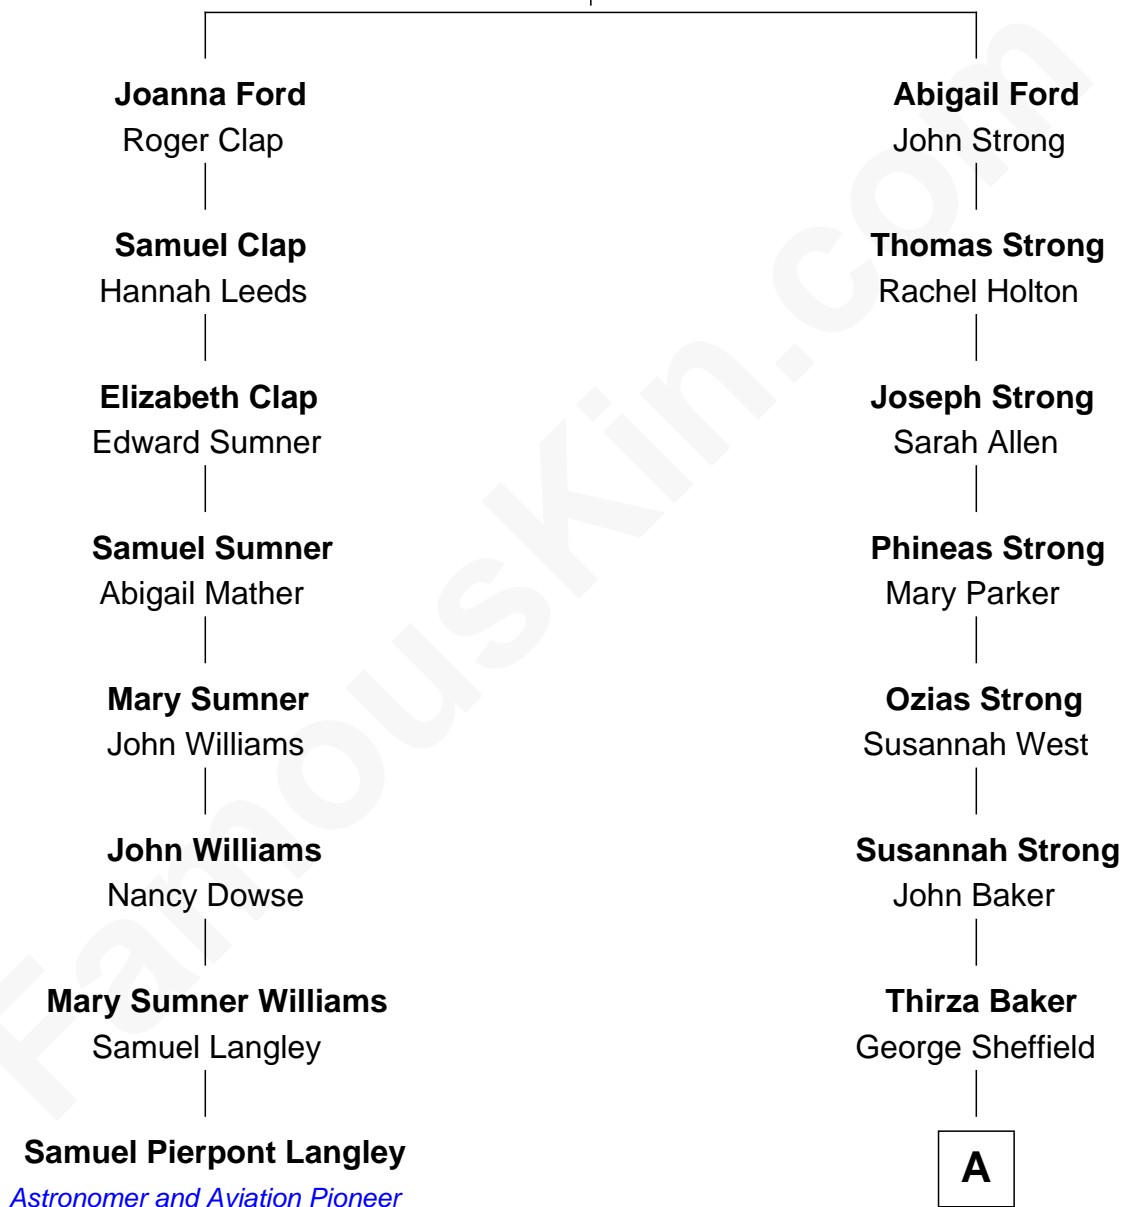 Joanna Ford
Roger Clap
Samuel Clap
Hannah Leeds
Elizabeth Clap
Edward Sumner
Samuel Sumner
Abigail Mather
Mary Sumner
John Williams
John Williams
Nancy Dowse
Mary Sumner Williams
Samuel Langley
Samuel Pierpont Langley
Astronomer and Aviation Pioneer
Abigail Ford
John Strong
Thomas Strong
Rachel Holton
Joseph Strong
Sarah Allen
Phineas Strong
Mary Parker
Ozias Strong
Susannah West
Susannah Strong
John Baker
Thirza Baker
George Sheffield
A
FamousKin.com